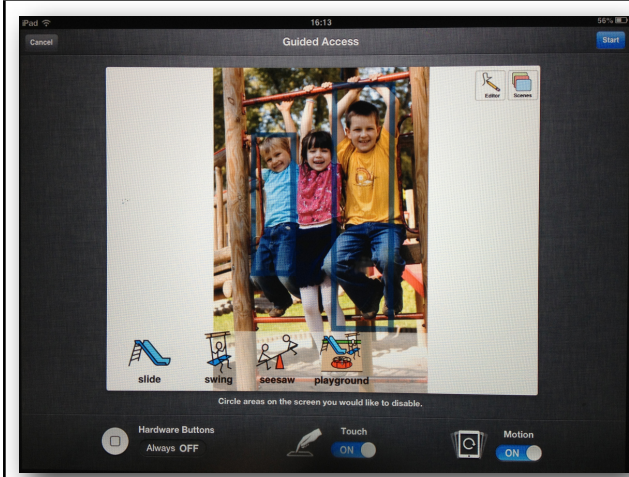 iPad 16:13 56%
Cancel Guided Access Start
Editor Scenes
slide swing seesaw playground
Circle areas on the screen you would like to disable.
Hardware Buttons
Always OFF
Touch
ON
Motion
ON